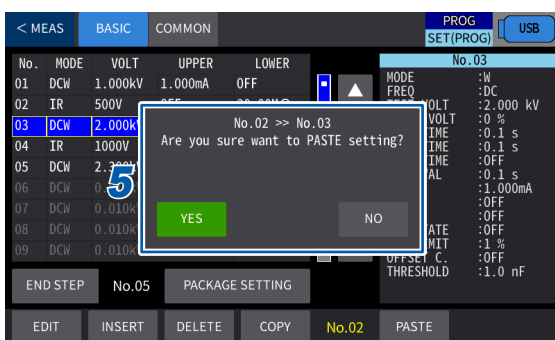 < MEAS BASIC COMMON PROG SET(PROG) USB
No. MODE VOLT UPPER LOWER
01 DCW 1.000kV 1.000mA OFF
02 IR 500V
03 DCW
04 IR 1000V
05 DCW
06 DCW
07 DCW 0.010k
08 DCW 0.010k
09 DCW 0.010k
5
No.02 >> No.03
Are you sure want to PASTE setting?
YES NO
No.03
MODE :W
FREQ :DC
VOLT :2.000 kV
VOLT :0 %
IME :0.1 s
IME :0.1 s
IME :OFF
AL :0.1 s
:1.000mA
:OFF
:OFF
ATE :OFF
MIT :1 %
OFFSET C. :OFF
THRESHOLD :1.0 nF
END STEP No.05 PACKAGE SETTING
EDIT INSERT DELETE COPY No.02 PASTE